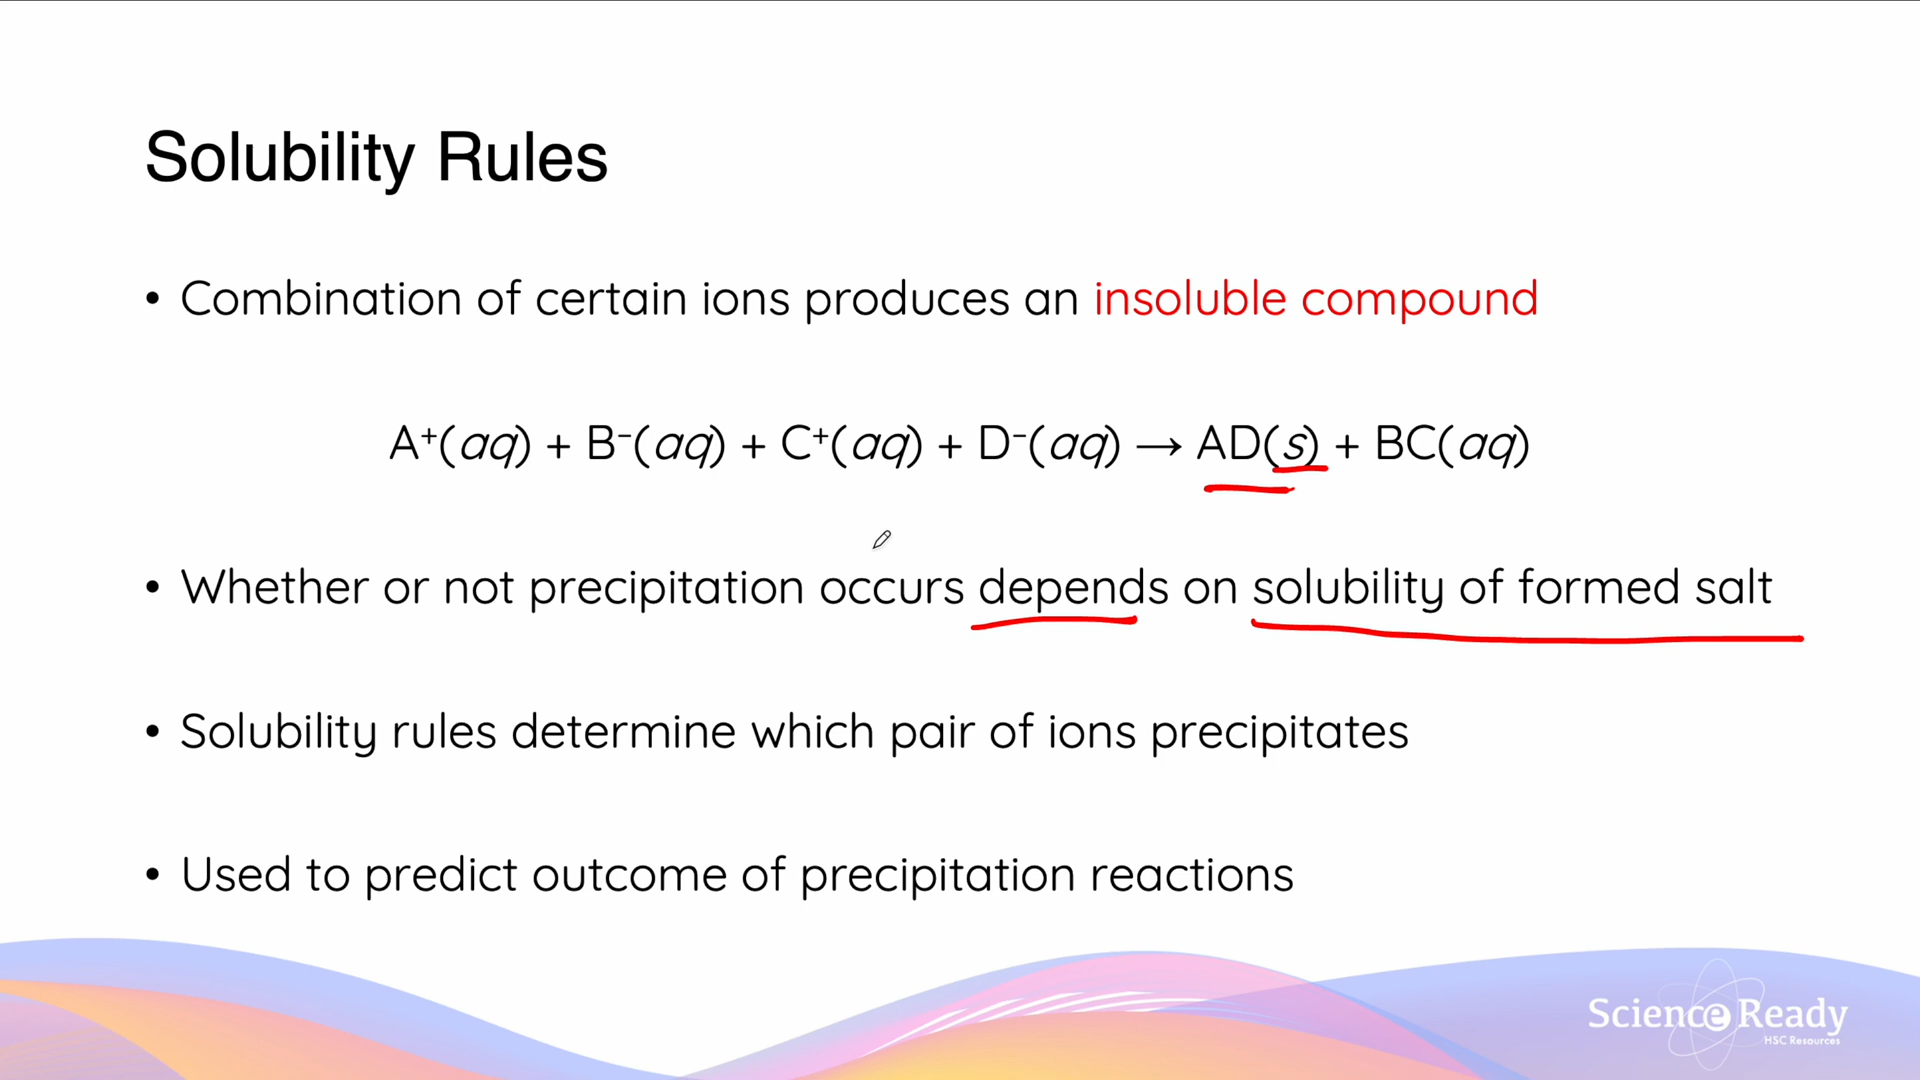 Solubility Rules
• Combination of certain ions produces an insoluble compound
A⁺(aq) + B⁻(aq) + C⁺(aq) + D⁻(aq) → AD(s) + BC(aq)
• Whether or not precipitation occurs depends on solubility of formed salt
• Solubility rules determine which pair of ions precipitates
• Used to predict outcome of precipitation reactions
Science Ready
HSC Resources